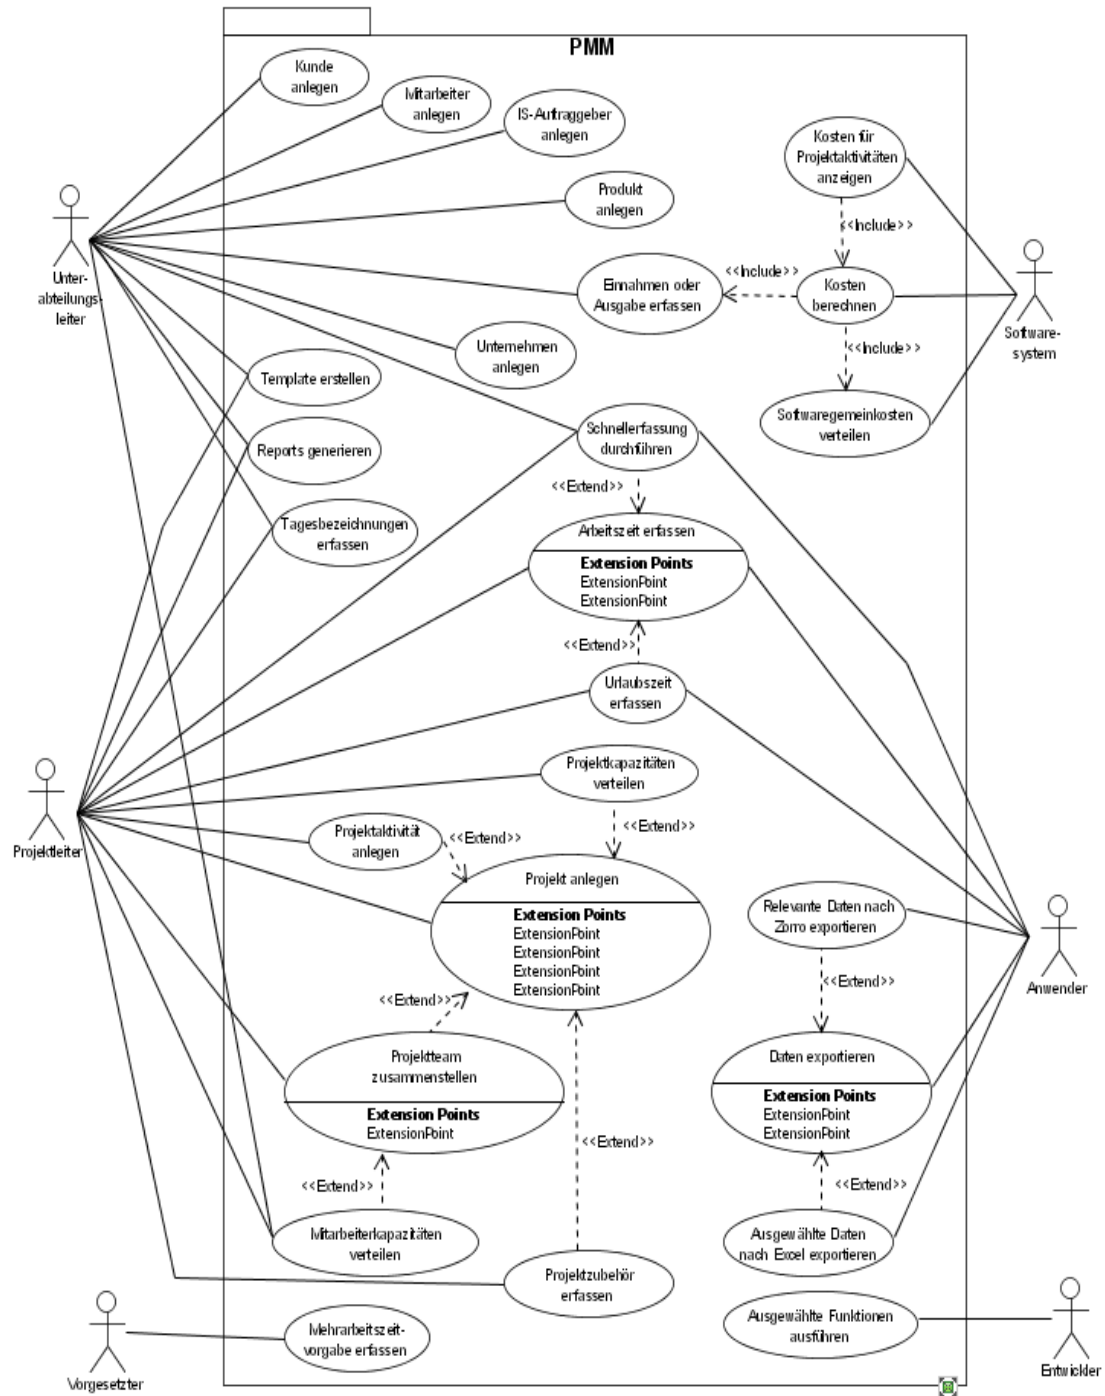 PMM
Kunde
anlegen
Mitarbeiter
anlegen
IS-Auftraggeber
anlegen
Kosten für
Projektaktivitäten
anzeigen
Produkt
anlegen
<<Include>>
Unter-
abteilungs-
leiter
Einnahmen oder
Ausgabe erfassen
<<Include>>
Kosten
berechnen
Software-
system
<<Include>>
Unternehmen
anlegen
Template erstellen
Softwaregemeinkosten
verteilen
Schnellerfassung
durchführen
Reports generieren
<<Extend>>
Tagesbezeichnungen
erfassen
Arbeitszeit erfassen
Extension Points
ExtensionPoint
ExtensionPoint
<<Extend>>
Urlaubszeit
erfassen
Projektkapazitäten
verteilen
Projektleiter
Projektaktivität
anlegen
<<Extend>>
<<Extend>>
Projekt anlegen
Extension Points
ExtensionPoint
ExtensionPoint
ExtensionPoint
ExtensionPoint
Relevante Daten nach
Zorro exportieren
Anwender
<<Extend>>
<<Extend>>
Projektteam
zusammenstellen
Extension Points
ExtensionPoint
Daten exportieren
Extension Points
ExtensionPoint
ExtensionPoint
<<Extend>>
<<Extend>>
<<Extend>>
Mitarbeiterkapazitäten
verteilen
Ausgewählte Daten
nach Excel exportieren
Projektzubehör
erfassen
Mehrarbeitszeit-
vorgabe erfassen
Ausgewählte Funktionen
ausführen
Vorgesetzter
Entwickler